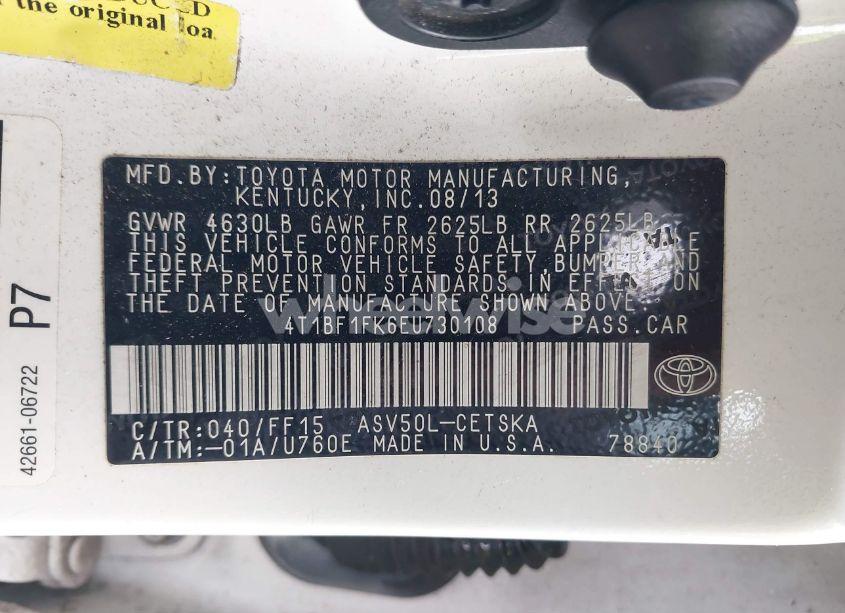 the original loa
MFD. BY: TOYOTA MOTOR MANUFACTURING,
KENTUCKY, INC. 08/13
GVWR 4630LB GAWR FR 2625LB RR 2625LB
THIS VEHICLE CONFORMS TO ALL APPLICABLE
FEDERAL MOTOR VEHICLE SAFETY, BUMPER AND
THEFT PREVENTION STANDARDS IN EFFECT ON
THE DATE OF MANUFACTURE SHOWN ABOVE.
4T1BF1FK6EU730108 PASS.CAR
C/TR:040/FF15 ASV50L-CETSKA
A/TM:-01A/U760E MADE IN U.S.A. 78840
P7
42661-06722
wheelwise